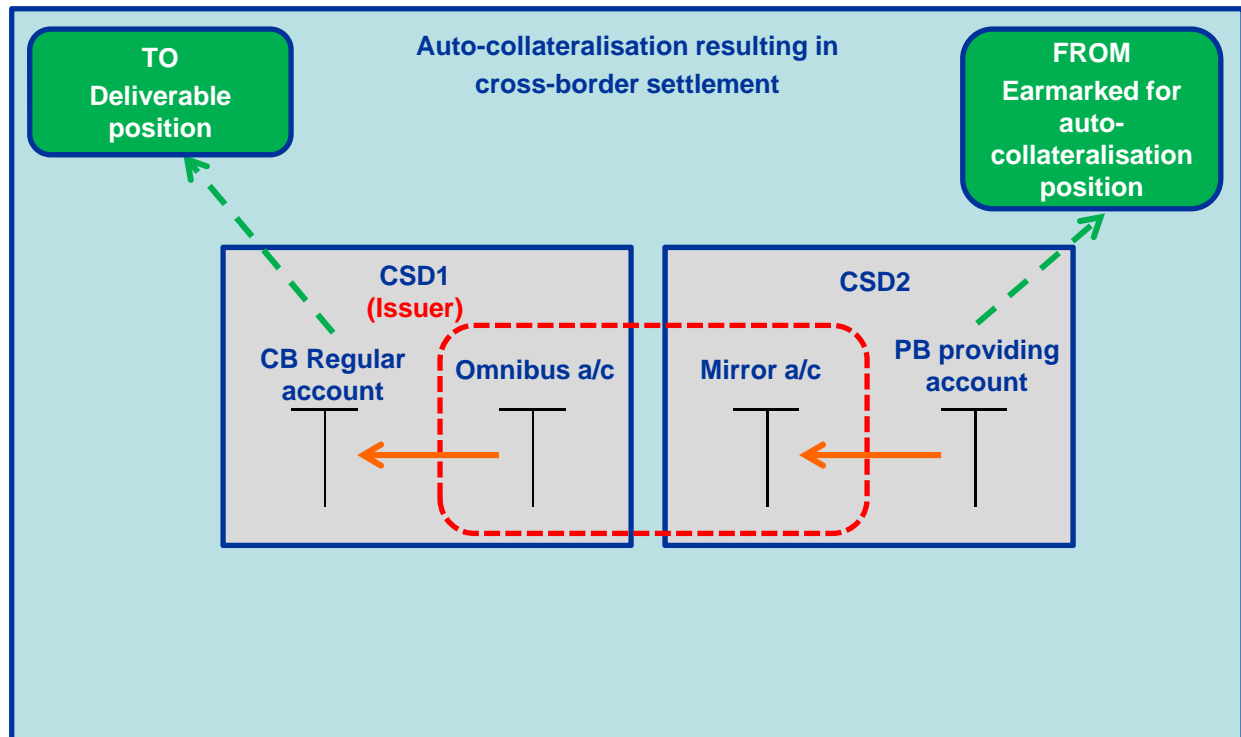 Auto-collateralisation resulting in
cross-border settlement
TO
Deliverable
position
FROM
Earmarked for
auto-
collateralisation
position
CSD1
(Issuer)
CB Regular
account
Omnibus a/c
CSD2
Mirror a/c
PB providing
account